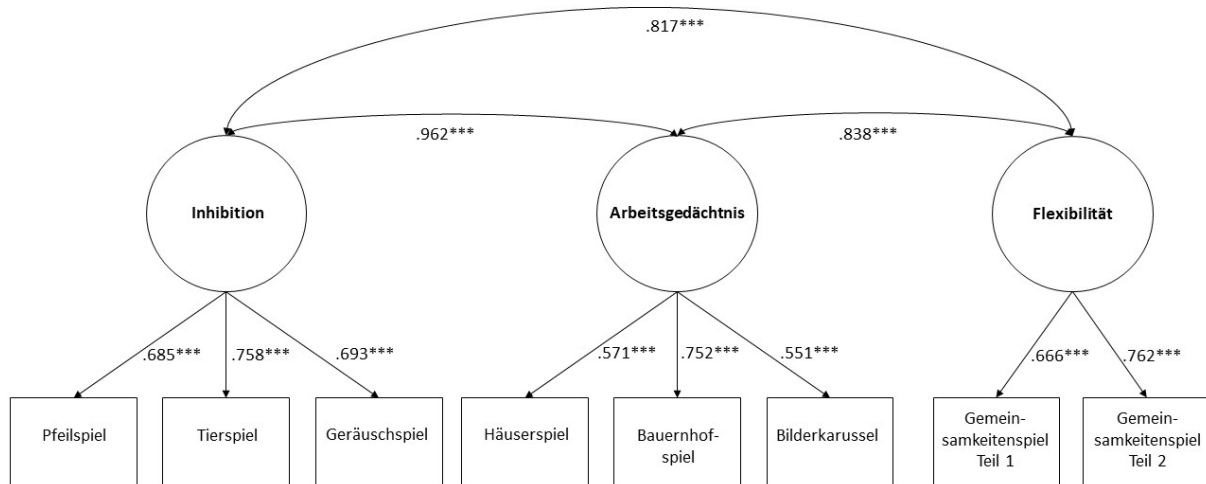 .817***
.962***
.838***
Inhibition
Arbeitsgedächtnis
Flexibilität
.685***
.758***
.693***
.571***
.752***
.551***
.666***
.762***
Pfeilspiel
Tierspiel
Geräuschspiel
Häuserspiel
Bauernhof-
spiel
Bilderkarussel
Gemein-
samkeitenspiel
Teil 1
Gemein-
samkeitenspiel
Teil 2